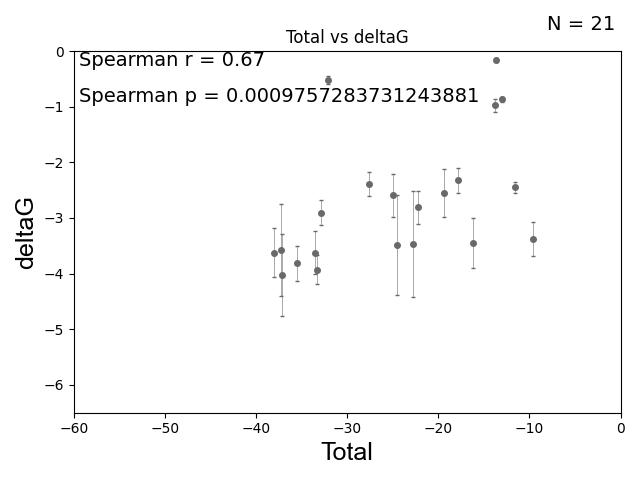 N = 21
Total vs deltaG
Spearman r = 0.67
Spearman p = 0.0009757283731243881
0
−1
−2
−3
−4
−5
−6
deltaG
−60
−50
−40
−30
−20
−10
0
Total